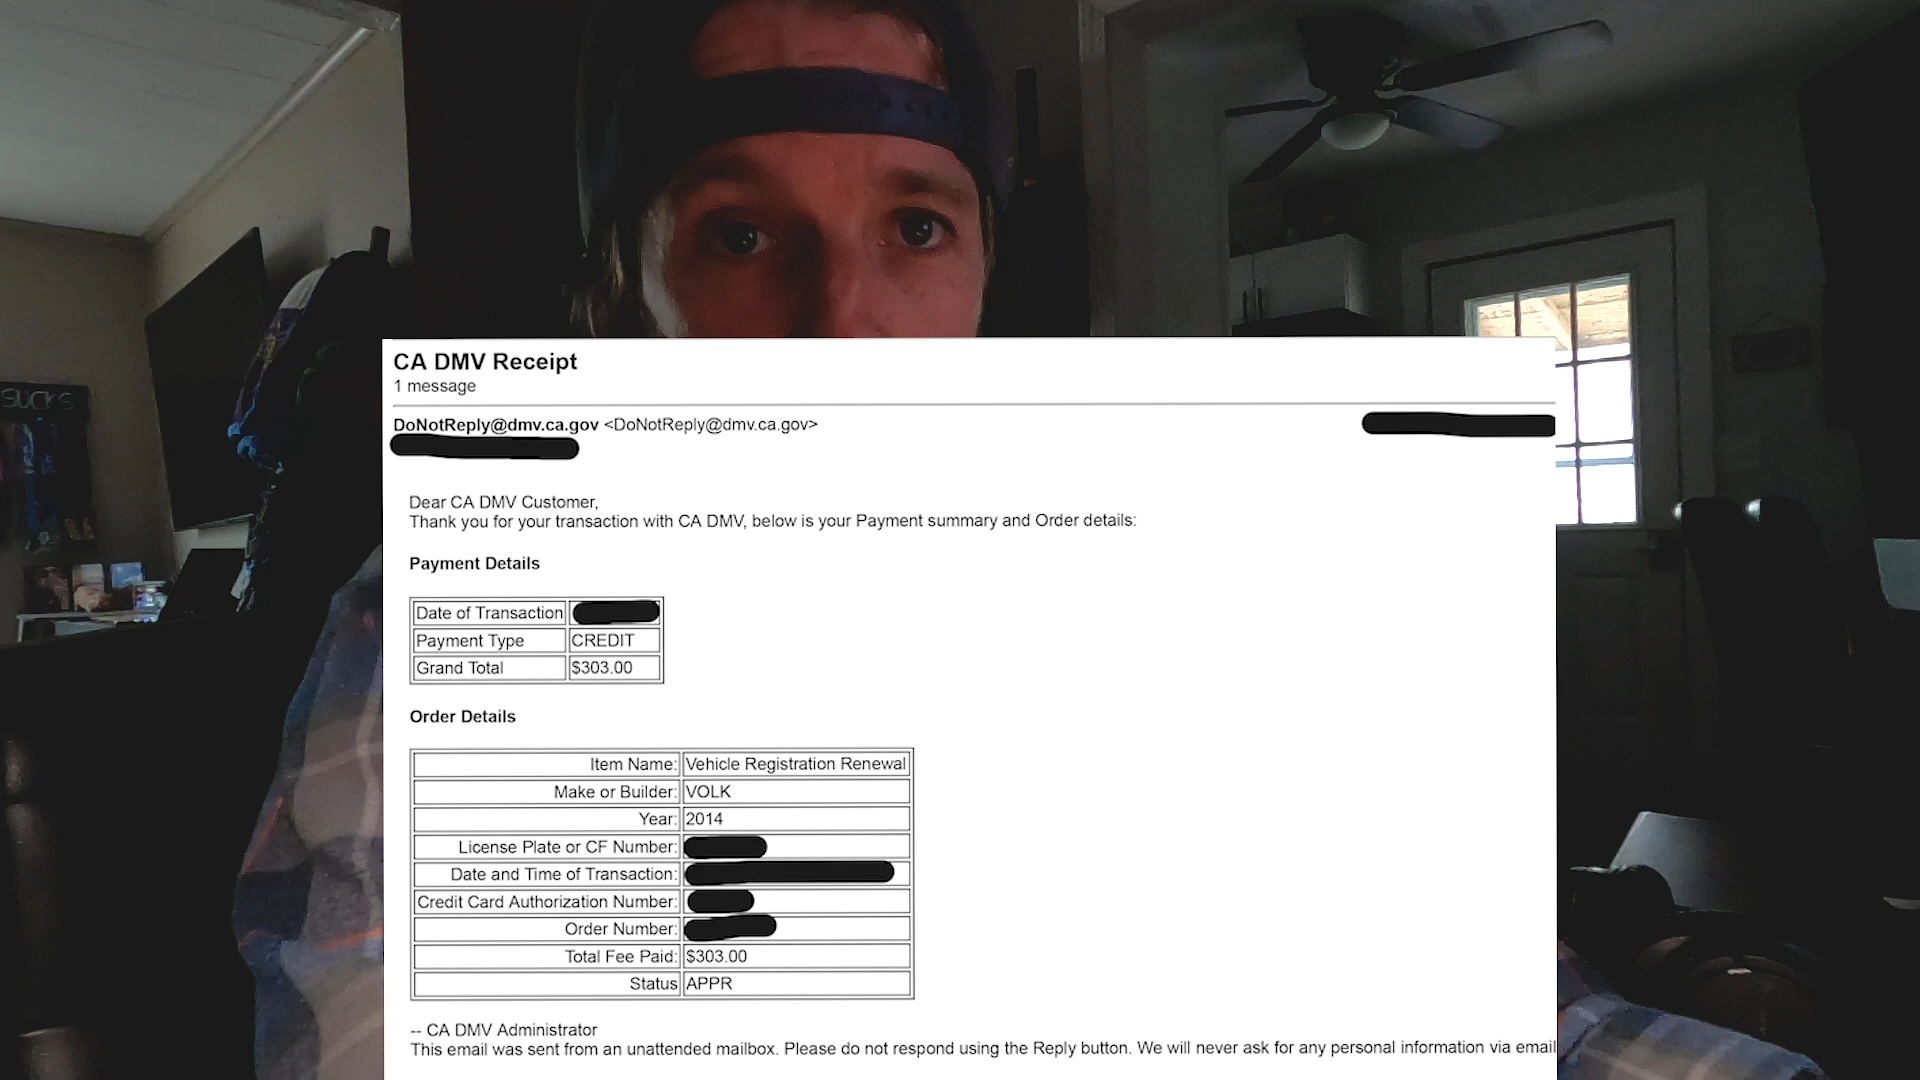 SUCKS
CA DMV Receipt
1 message
DoNotReply@dmv.ca.gov <DoNotReply@dmv.ca.gov>
Dear CA DMV Customer,
Thank you for your transaction with CA DMV, below is your Payment summary and Order details:
Payment Details
Date of Transaction
Payment Type CREDIT
Grand Total $303.00
Order Details
Item Name: Vehicle Registration Renewal
Make or Builder: VOLK
Year: 2014
License Plate or CF Number:
Date and Time of Transaction:
Credit Card Authorization Number:
Order Number:
Total Fee Paid: $303.00
Status APPR
-- CA DMV Administrator
This email was sent from an unattended mailbox. Please do not respond using the Reply button. We will never ask for any personal information via email